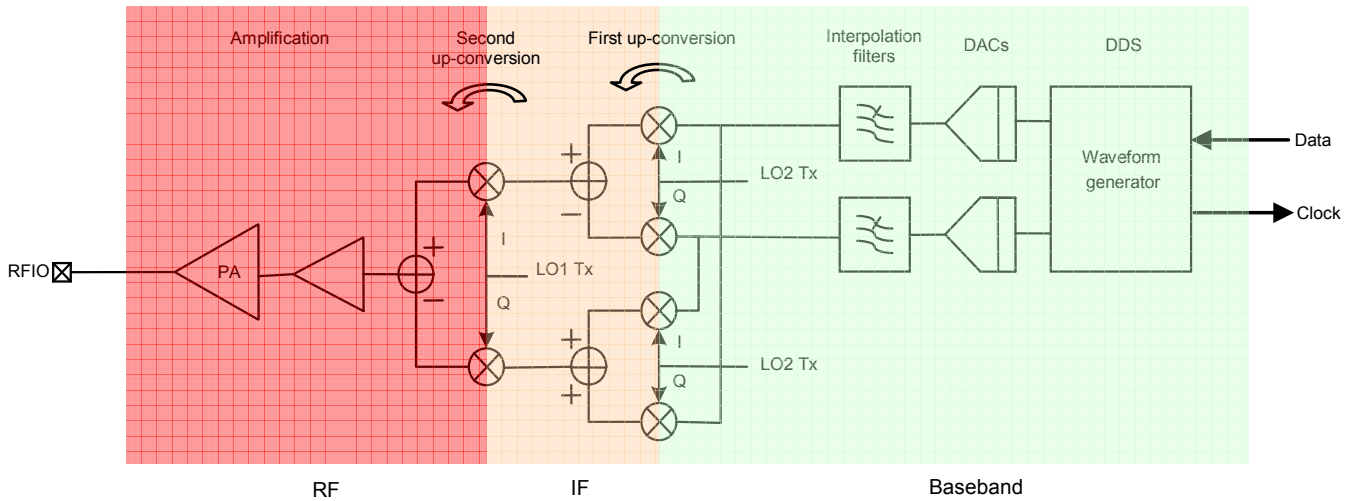 Amplification
Second
up-conversion
First up-conversion
Interpolation
filters
DACs
DDS
Data
Waveform
generator
Clock
I
LO2 Tx
Q
+
−
RFIO
PA
+
−
I
LO1 Tx
Q
+
+
I
LO2 Tx
Q
RF
IF
Baseband